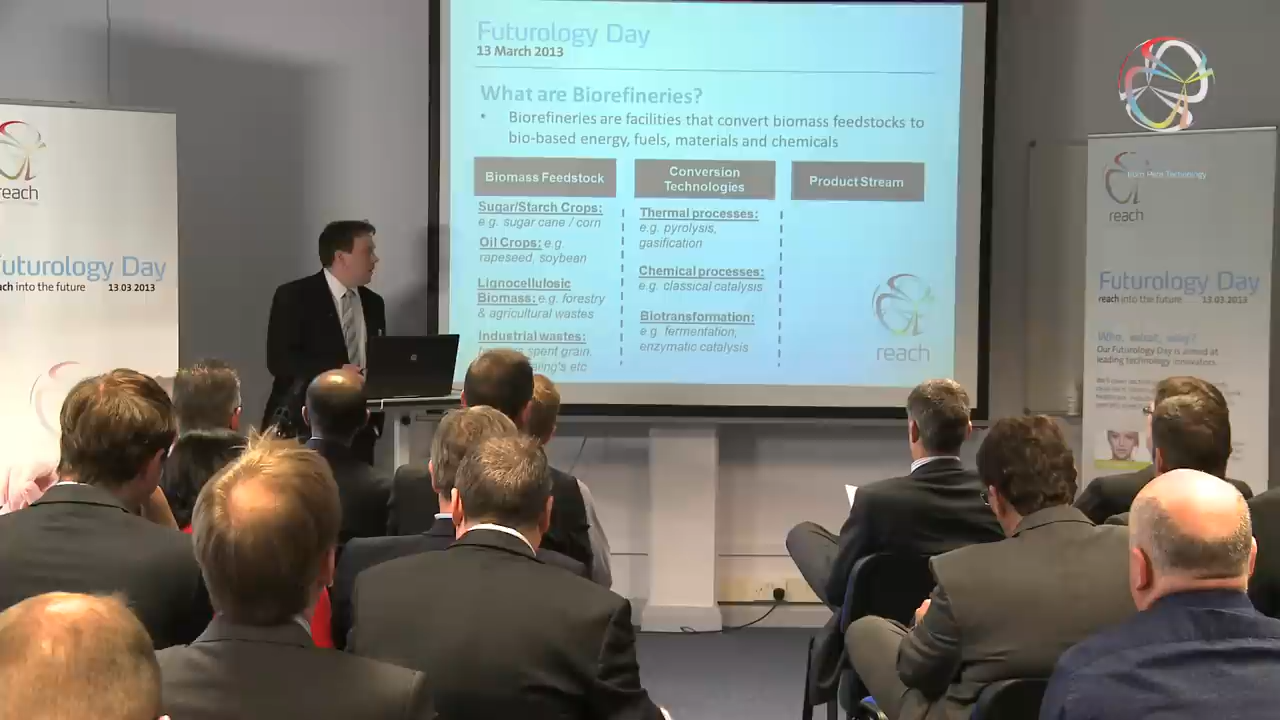 Futurology Day
13 March 2013
What are Biorefineries?
• Biorefineries are facilities that convert biomass feedstocks to
bio-based energy, fuels, materials and chemicals
Biomass Feedstock
Conversion
Technologies
Product Stream
Sugar/Starch Crops:
e.g. sugar cane / corn
Oil Crops: e.g.
rapeseed, soybean
Lignocellulosic
Biomass: e.g. forestry
& agricultural wastes
Industrial wastes:
spent grain,
etc
Thermal processes:
e.g. pyrolysis,
gasification
Chemical processes:
e.g. classical catalysis
Biotransformation:
e.g. fermentation,
enzymatic catalysis
reach
reach
uturology Day
ach into the future 13 03 2013
reach
Futurology Day
reach into the future 13.03.2013
Who, what, why?
Our Futurology Day is aimed at
leading technology innovators.